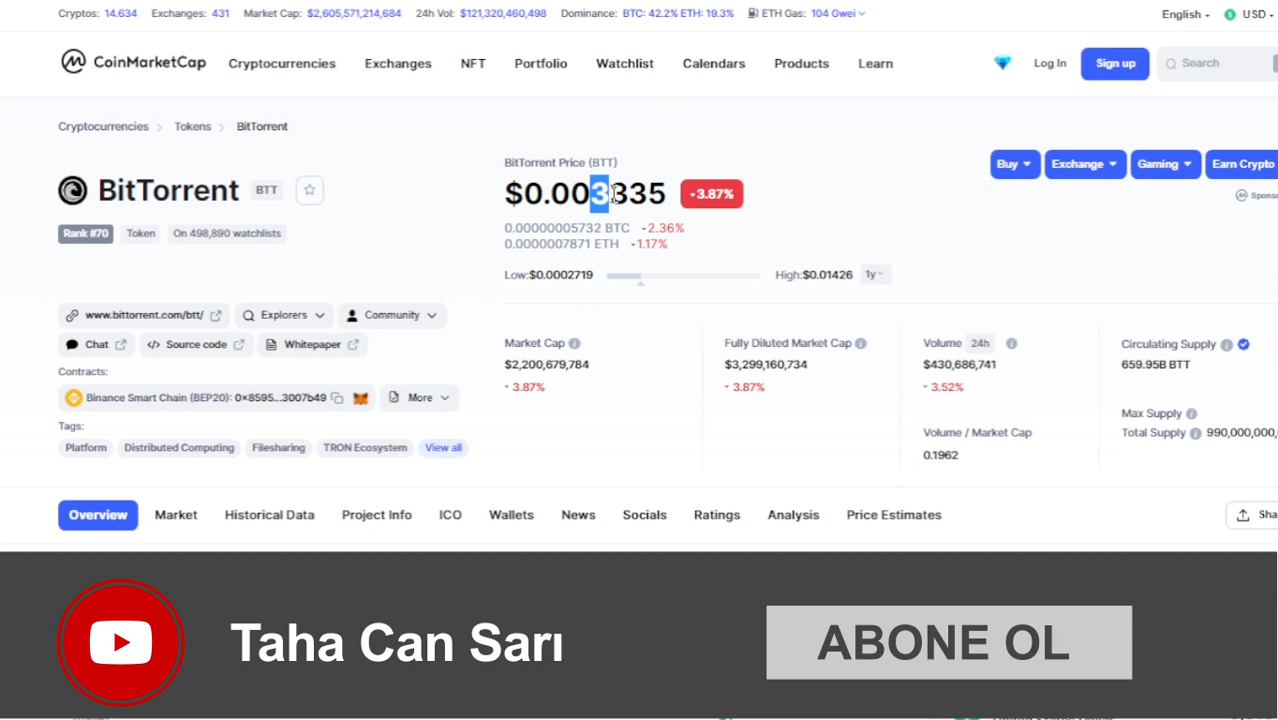 Cryptos: 14.634 Exchanges: 431 Market Cap: $2,605,571,214,684 24h Vol: $121,320,460,498 Dominance: BTC: 42.2% ETH: 19.3% ETH Gas: 104 Gwei English USD
CoinMarketCap Cryptocurrencies Exchanges NFT Portfolio Watchlist Calendars Products Learn Log In Sign up Search
Cryptocurrencies Tokens BitTorrent
BitTorrent Price (BTT)
Buy Exchange Gaming Earn Crypto
BitTorrent BTT
$0.003335 -3.87%
Rank #70 Token On 498,890 watchlists
0.00000005732 BTC -2.36%
0.0000007871 ETH -1.17%
Low:$0.0002719 High:$0.01426 1y
www.bittorrent.com/btt/ Explorers Community
Chat Source code Whitepaper
Contracts:
Binance Smart Chain (BEP20): 0x8595...3007b49 More
Tags:
Platform Distributed Computing Filesharing TRON Ecosystem View all
Market Cap
$2,200,679,784
- 3.87%
Fully Diluted Market Cap
$3,299,160,734
- 3.87%
Volume 24h
$430,686,741
- 3.52%
Volume / Market Cap
0.1962
Circulating Supply
659.95B BTT
Max Supply
Total Supply 990,000,000,
Overview Market Historical Data Project Info ICO Wallets News Socials Ratings Analysis Price Estimates Sha
Taha Can Sarı
ABONE OL